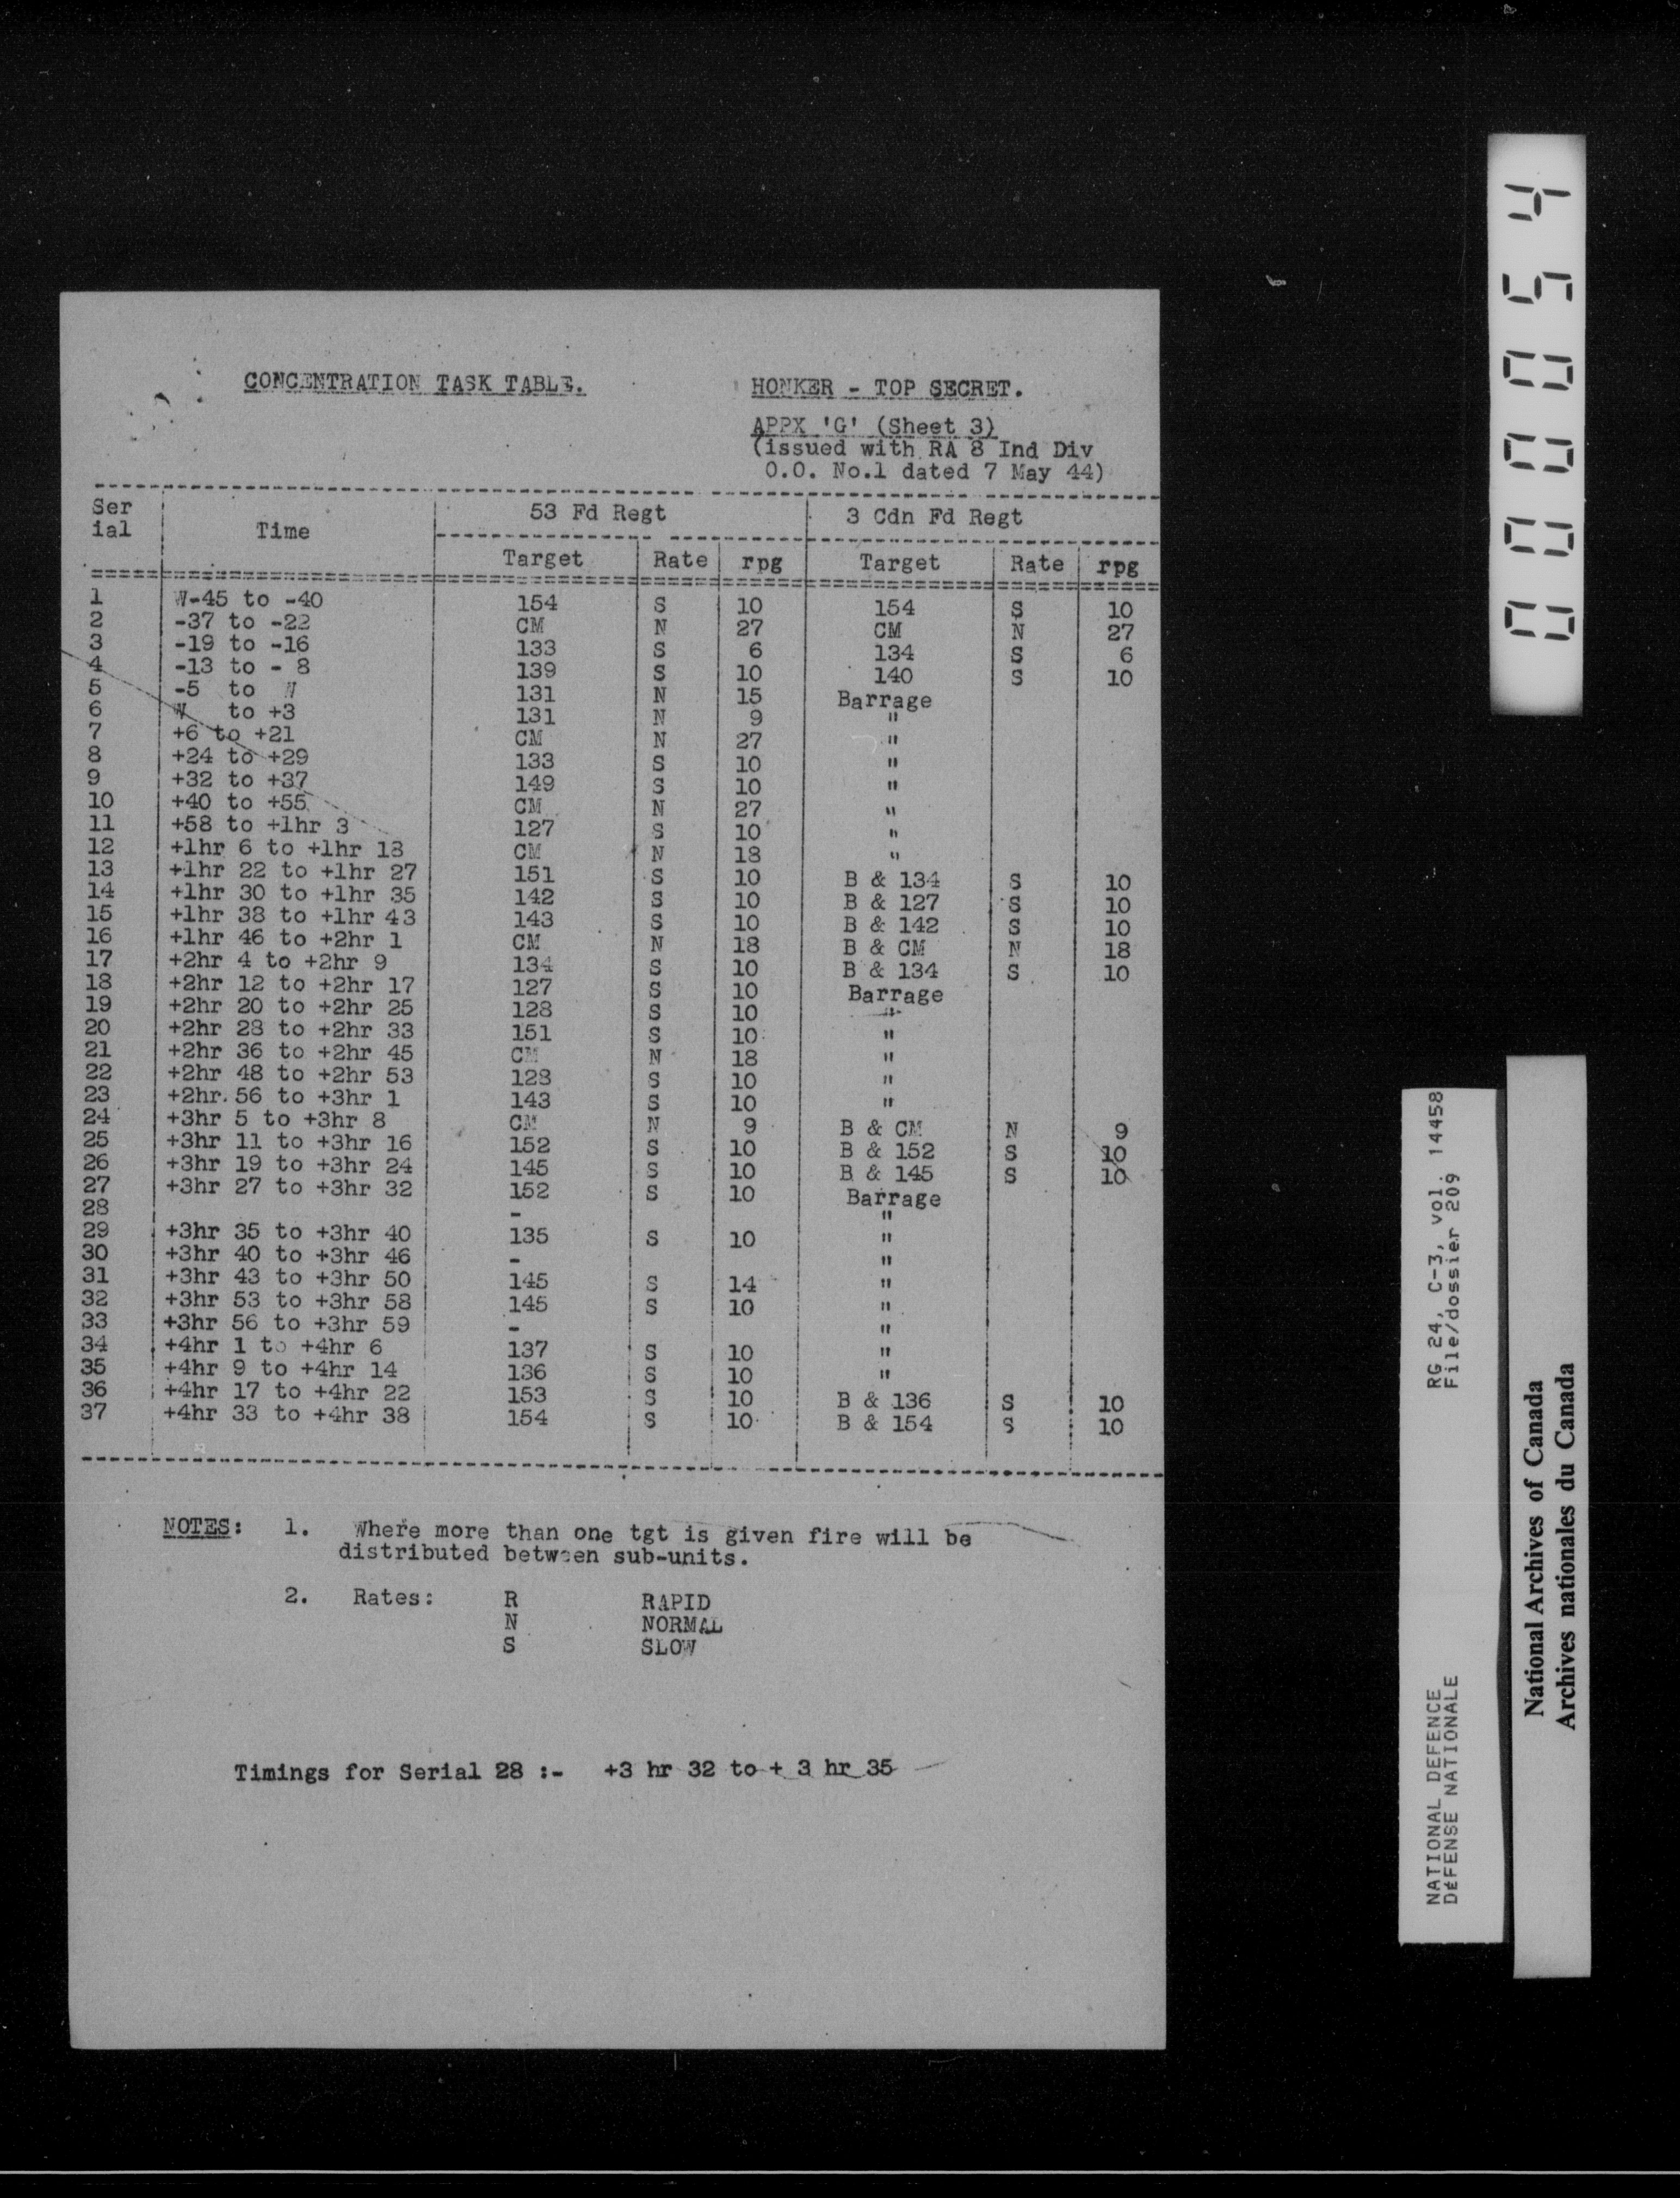 CONCENTRATION TASK TABLE.
HONKER - TOP SECRET.
APPX 'G' (Sheet 3)
(issued with RA 8 Ind Div
O.O. No.1 dated 7 May 44)
Ser ial Time 53 Fd Regt 3 Cdn Fd Regt
Target Rate rpg Target Rate rpg
1 W-45 to -40 154 S 10 154 S 10
2 -37 to -22 CM N 27 CM N 27
3 -19 to -16 133 S 6 134 S 6
4 -13 to - 8 139 S 10 140 S 10
5 -5 to W 131 N 15 Barrage
6 W to +3 131 N 9 "
7 +6 to +21 CM N 27 "
8 +24 to +29 133 S 10 "
9 +32 to +37 149 S 10 "
10 +40 to +55 CM N 27 "
11 +58 to +1hr 3 127 S 10 "
12 +1hr 6 to +1hr 18 CM N 18 "
13 +1hr 22 to +1hr 27 151 S 10 B & 134 S 10
14 +1hr 30 to +1hr 35 142 S 10 B & 127 S 10
15 +1hr 38 to +1hr 43 143 S 10 B & 142 S 10
16 +1hr 46 to +2hr 1 CM N 18 B & CM N 18
17 +2hr 4 to +2hr 9 134 S 10 B & 134 S 10
18 +2hr 12 to +2hr 17 127 S 10 Barrage
19 +2hr 20 to +2hr 25 128 S 10 "
20 +2hr 28 to +2hr 33 151 S 10 "
21 +2hr 36 to +2hr 45 CM N 18 "
22 +2hr 48 to +2hr 53 128 S 10 "
23 +2hr 56 to +3hr 1 143 S 10 "
24 +3hr 5 to +3hr 8 CM N 9 B & CM N 9
25 +3hr 11 to +3hr 16 152 S 10 B & 152 S 10
26 +3hr 19 to +3hr 24 145 S 10 B & 145 S 10
27 +3hr 27 to +3hr 32 152 S 10 Barrage
28 - "
29 +3hr 35 to +3hr 40 135 S 10 "
30 +3hr 40 to +3hr 46 - "
31 +3hr 43 to +3hr 50 145 S 14 "
32 +3hr 53 to +3hr 58 145 S 10 "
33 +3hr 56 to +3hr 59 - "
34 +4hr 1 to +4hr 6 137 S 10 "
35 +4hr 9 to +4hr 14 136 S 10 "
36 +4hr 17 to +4hr 22 153 S 10 B & 136 S 10
37 +4hr 33 to +4hr 38 154 S 10 B & 154 S 10
NOTES: 1. Where more than one tgt is given fire will be
distributed between sub-units.
2. Rates: R RAPID
N NORMAL
S SLOW
Timings for Serial 28 :- +3 hr 32 to + 3 hr 35
000054
NATIONAL DEFENCE RG 24, C-3, vol. 14458
DÉFENSE NATIONALE File/dossier 209
National Archives of Canada
Archives nationales du Canada